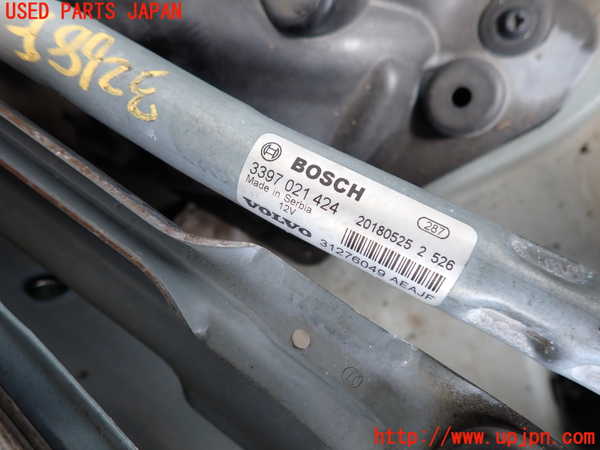 USED PARTS JAPAN
BOSCH
3397 021 424
Made in Serbia
12V
287
20180525 2 526
VOLVO
31276049 AEAJF
http://www.upjpn.com/